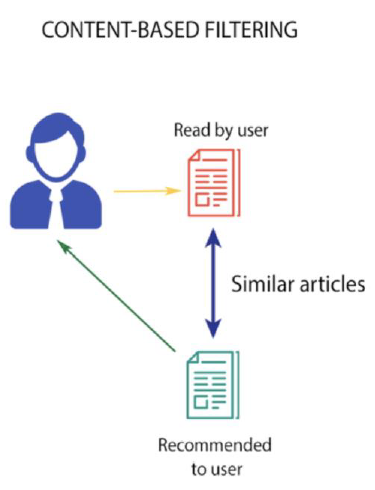 CONTENT-BASED FILTERING
Read by user
Similar articles
Recommended
to user